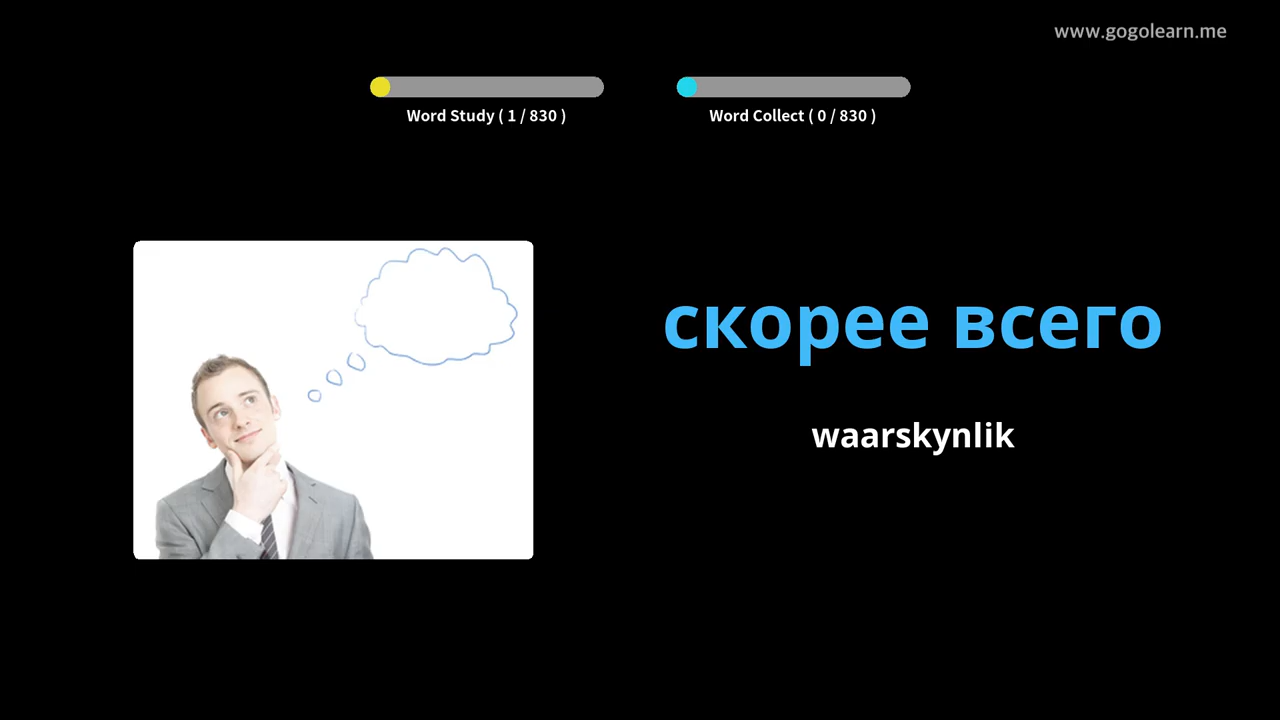 www.gogolearn.me
Word Study ( 1 / 830 )
Word Collect ( 0 / 830 )
скорее всего
waarskynlik